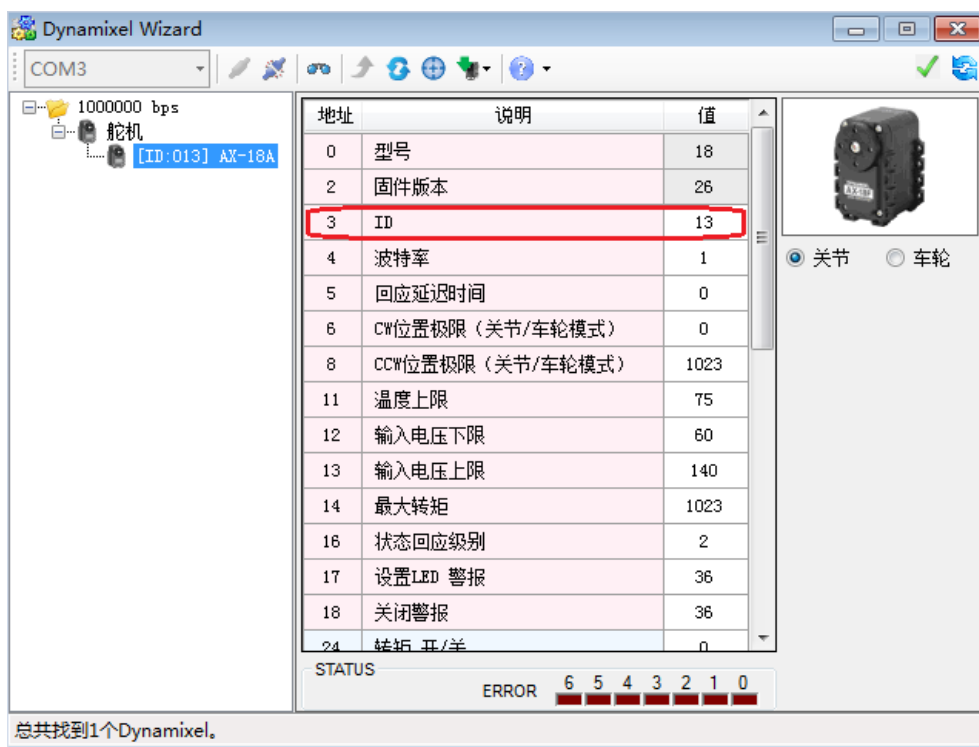 Dynamixel Wizard
COM3
1000000 bps
舵机
[ID:013] AX-18A
地址 说明 值
0 型号 18
2 固件版本 26
3 ID 13
4 波特率 1
5 回应延迟时间 0
6 CW位置极限（关节/车轮模式） 0
8 CCW位置极限（关节/车轮模式） 1023
11 温度上限 75
12 输入电压下限 60
13 输入电压上限 140
14 最大转矩 1023
16 状态回应级别 2
17 设置LED 警报 36
18 关闭警报 36
24 转矩 开/关 0
关节 车轮
STATUS
ERROR 6 5 4 3 2 1 0
总共找到1个Dynamixel。